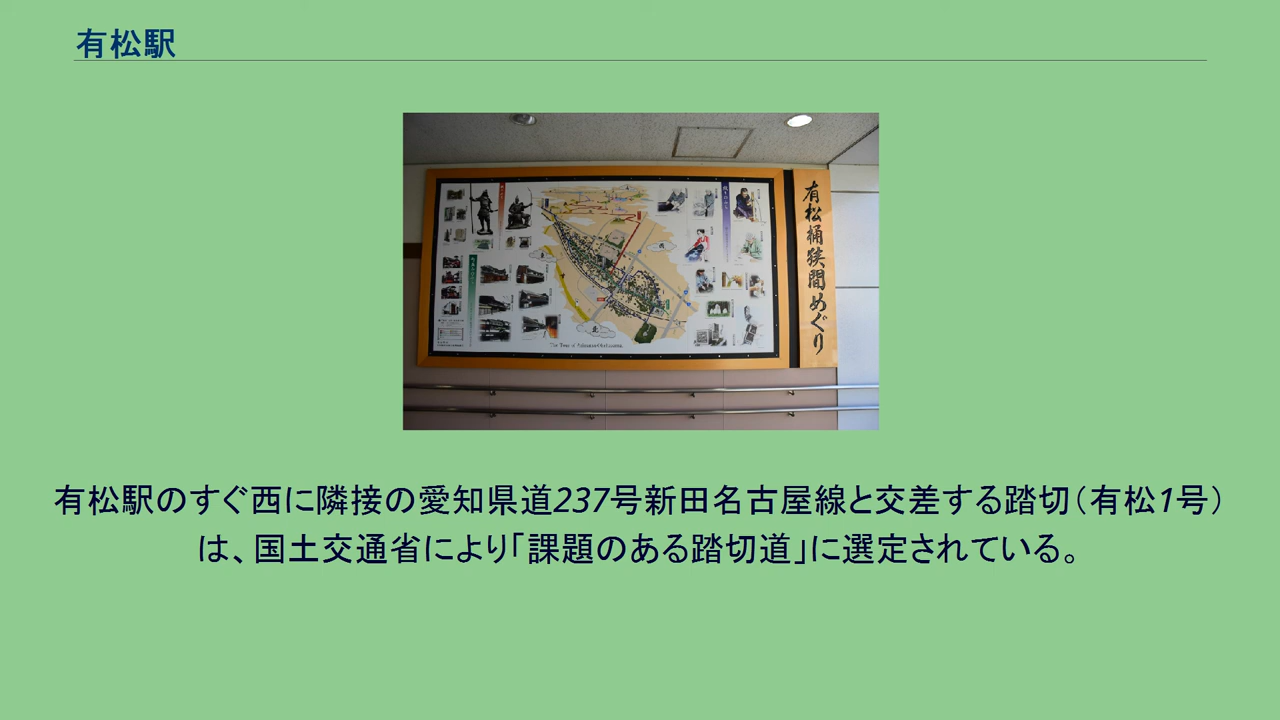 有松駅
有松桶狭間めぐり
有松駅のすぐ西に隣接の愛知県道237号新田名古屋線と交差する踏切（有松1号）
は、国土交通省により｢課題のある踏切道｣に選定されている。